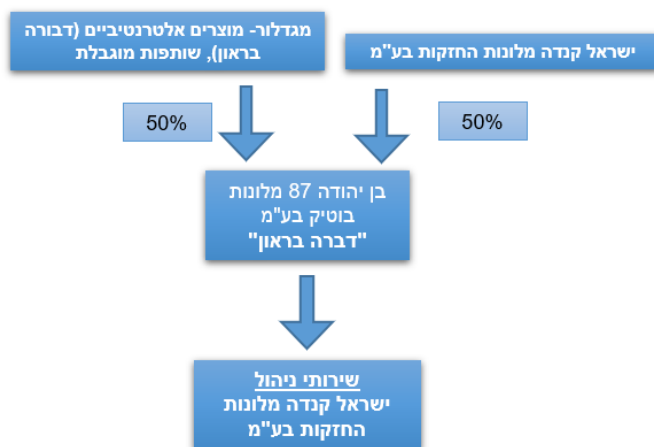 מגדלור- מוצרים אלטרנטיביים (דבורה
בראון), שותפות מוגבלת
ישראל קנדה מלונות החזקות בע"מ
50%
50%
בן יהודה 87 מלונות
בוטיק בע"מ
"דברה בראון"
שירותי ניהול
ישראל קנדה מלונות
החזקות בע"מ